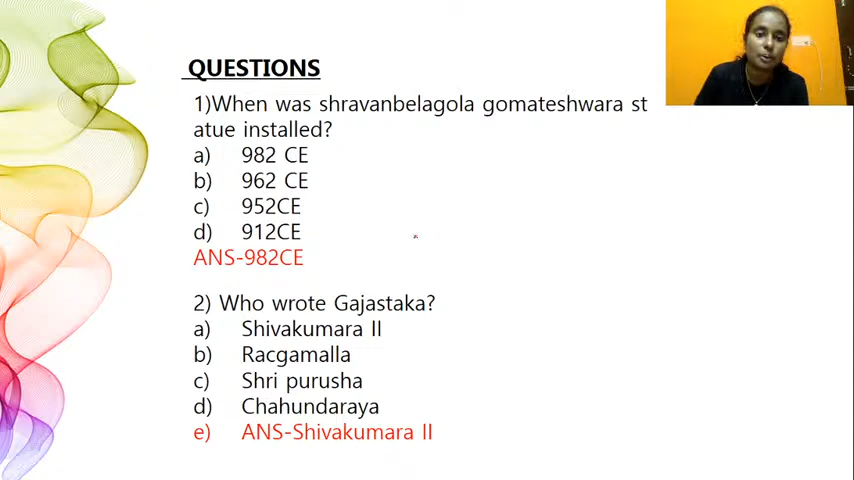 QUESTIONS
1)When was shravanbelagola gomateshwara st
atue installed?
a) 982 CE
b) 962 CE
c) 952CE
d) 912CE
ANS-982CE
2) Who wrote Gajastaka?
a) Shivakumara II
b) Racgamalla
c) Shri purusha
d) Chahundaraya
e) ANS-Shivakumara II